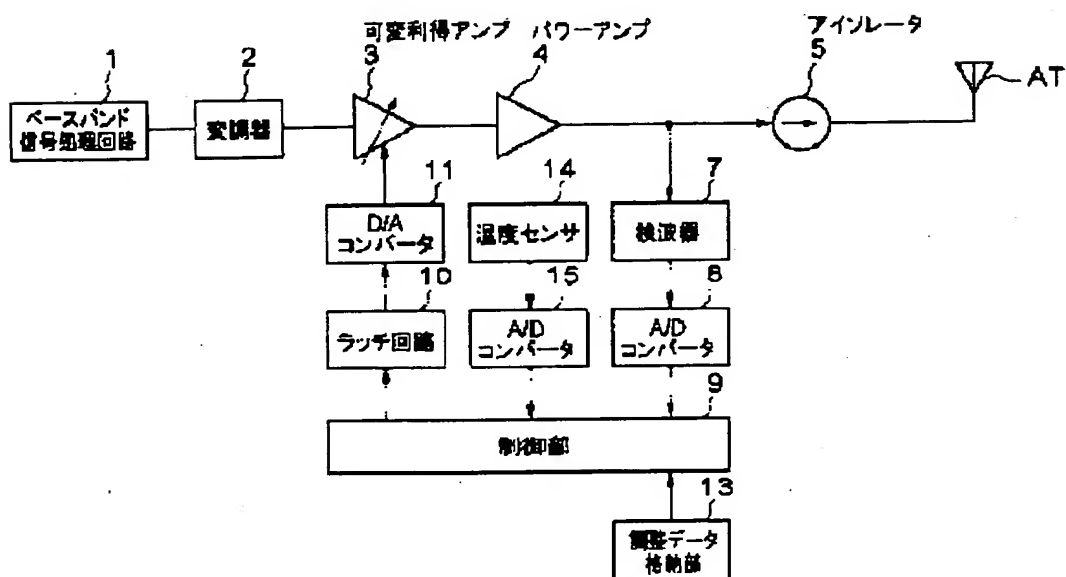 可変利得アンプ パワーアンプ アイソレータ
1 2 3 4 5
AT
ベースバンド
信号処理回路
変調器
11 14 7
D/A
コンバータ
温度センサ
検波器
10 15 8
ラッチ回路
A/D
コンバータ
A/D
コンバータ
9
制御部
13
調整データ
格納部